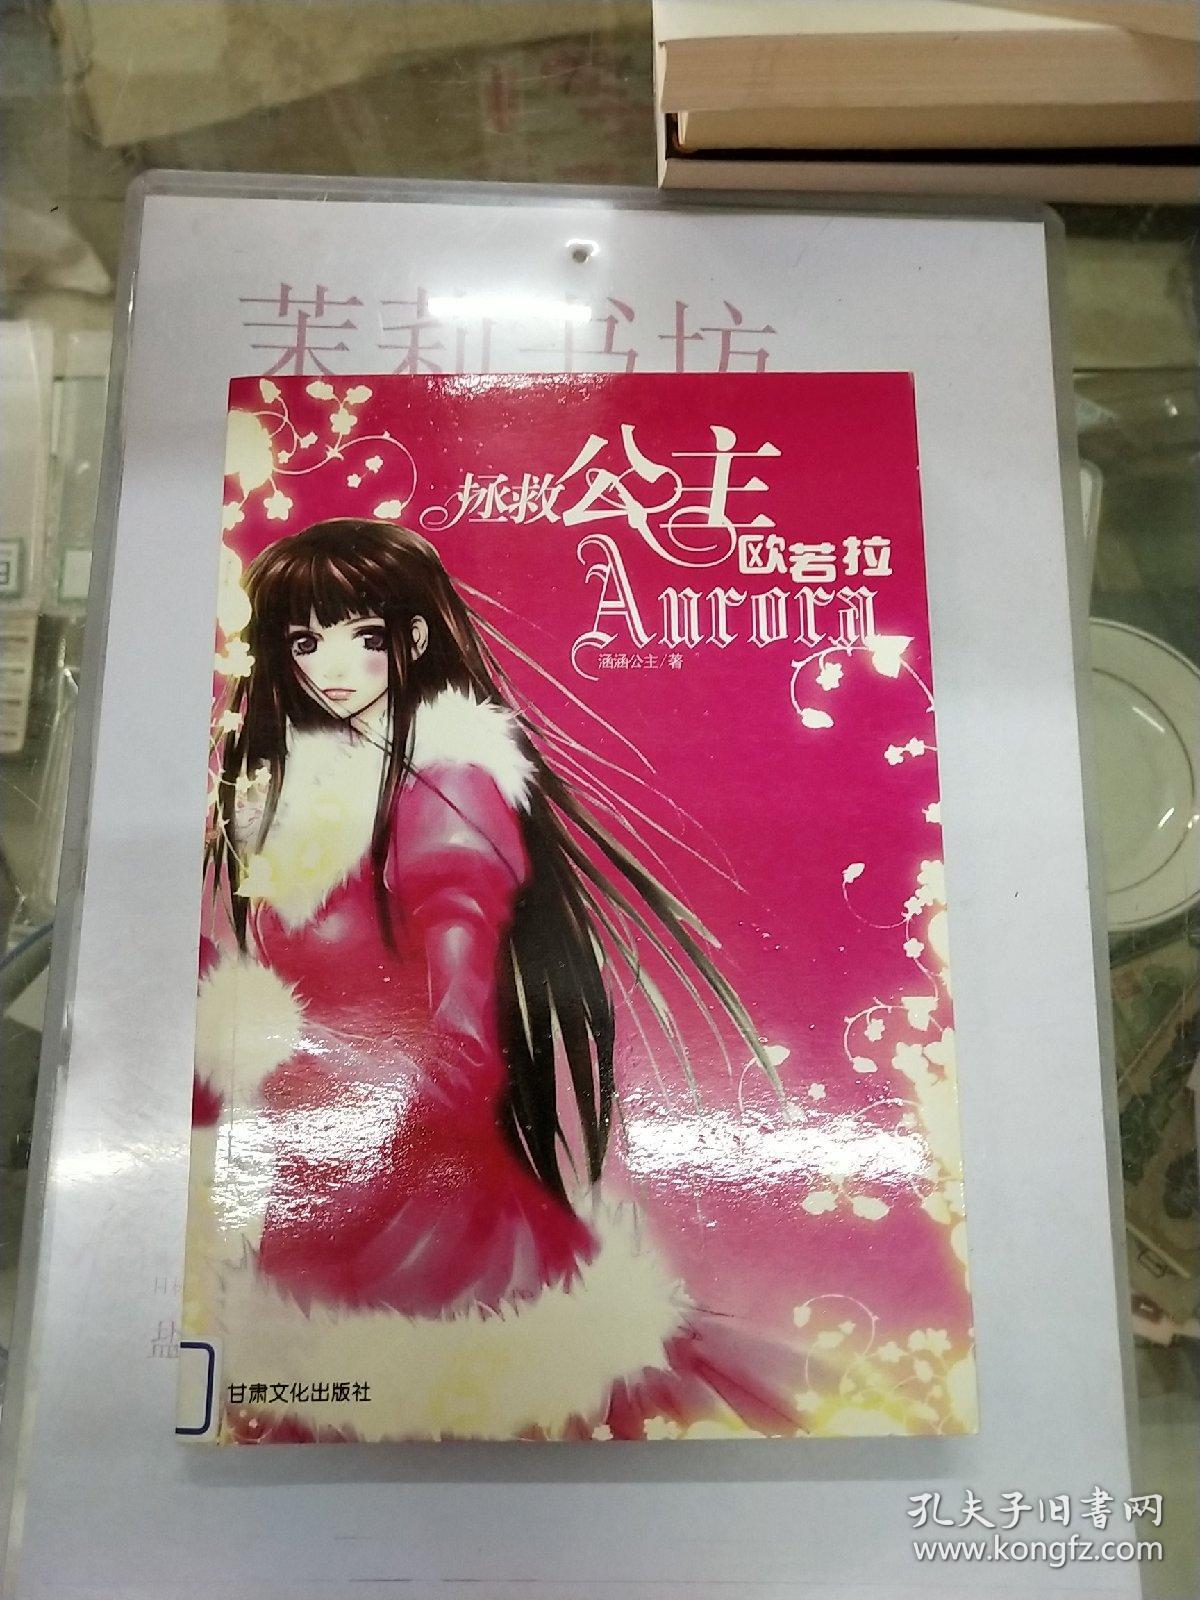 茉莉书坊
拯救公主
欧若拉
Aurora
涵涵公主/著
甘肃文化出版社
孔夫子旧书网
www.kongfz.com